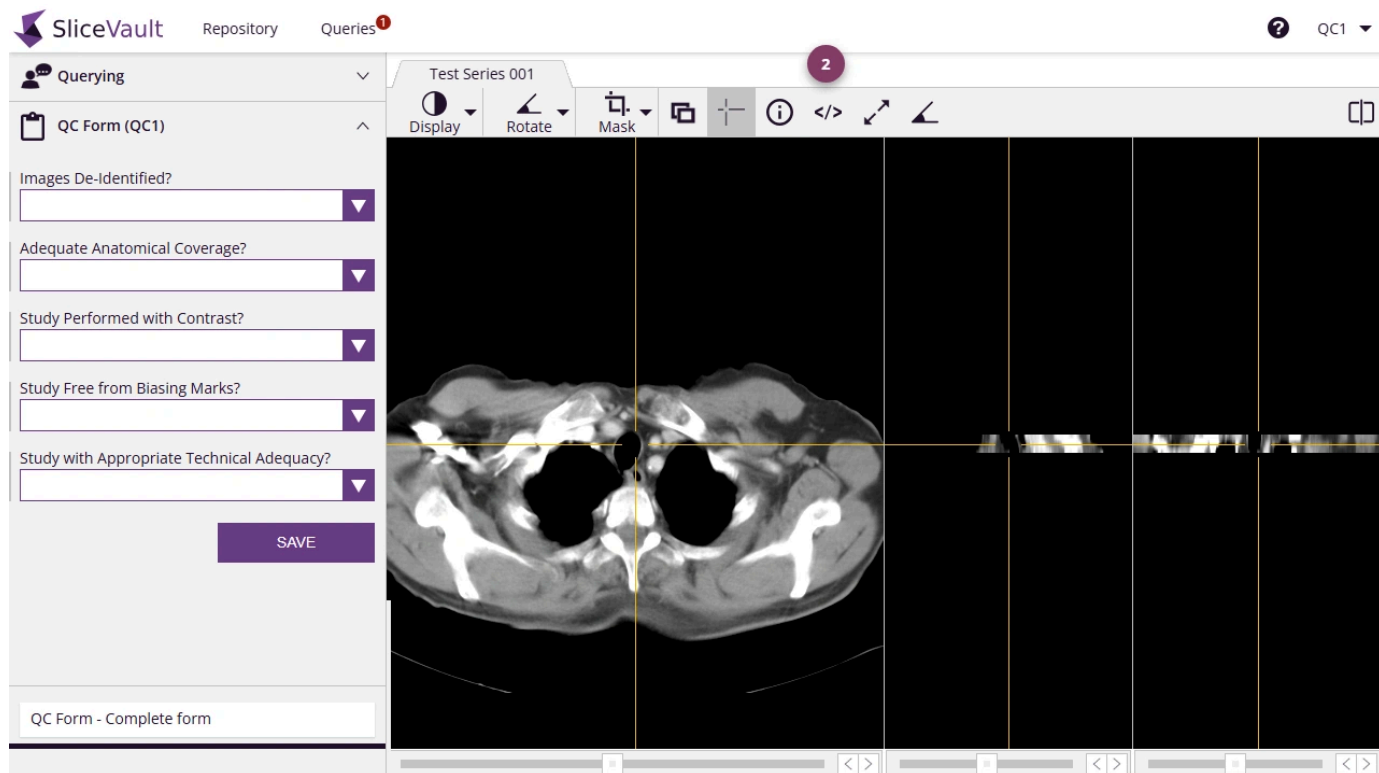 SliceVault
Repository
Queries 1
QC1
Querying
QC Form (QC1)
Images De-Identified?
Adequate Anatomical Coverage?
Study Performed with Contrast?
Study Free from Biasing Marks?
Study with Appropriate Technical Adequacy?
SAVE
QC Form - Complete form
Test Series 001
2
Display
Rotate
Mask
</>